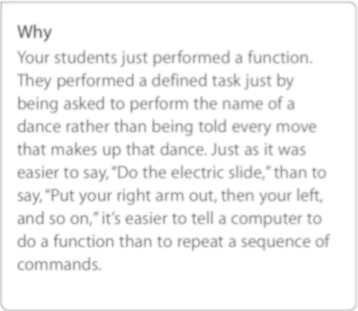 Why
Your students just performed a function.
They performed a defined task just by
being asked to perform the name of a
dance rather than being told every move
that makes up that dance. Just as it was
easier to say, “Do the electric slide,” than to
say, “Put your right arm out, then your left,
and so on,” it’s easier to tell a computer to
do a function than to repeat a sequence of
commands.